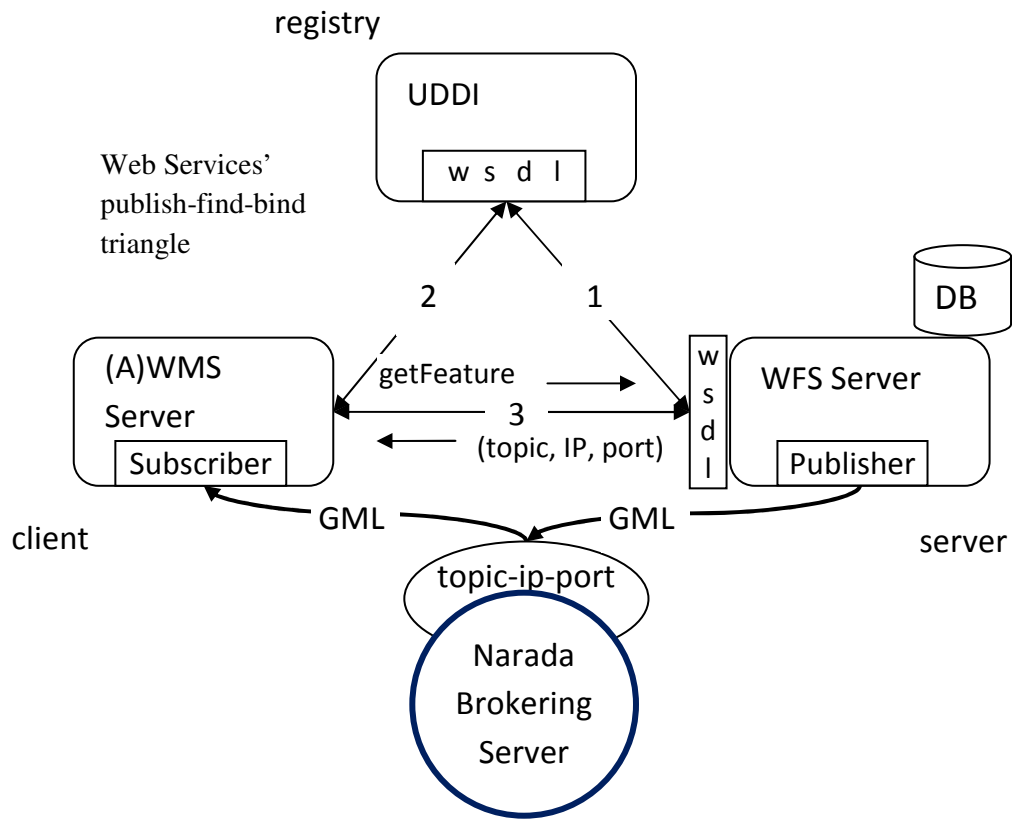 registry
UDDI
w s d l
Web Services’
publish-find-bind
triangle
2
1
DB
(A)WMS
Server
Subscriber
getFeature
3
(topic, IP, port)
w
s
d
l
WFS Server
Publisher
client
GML
GML
server
topic-ip-port
Narada
Brokering
Server